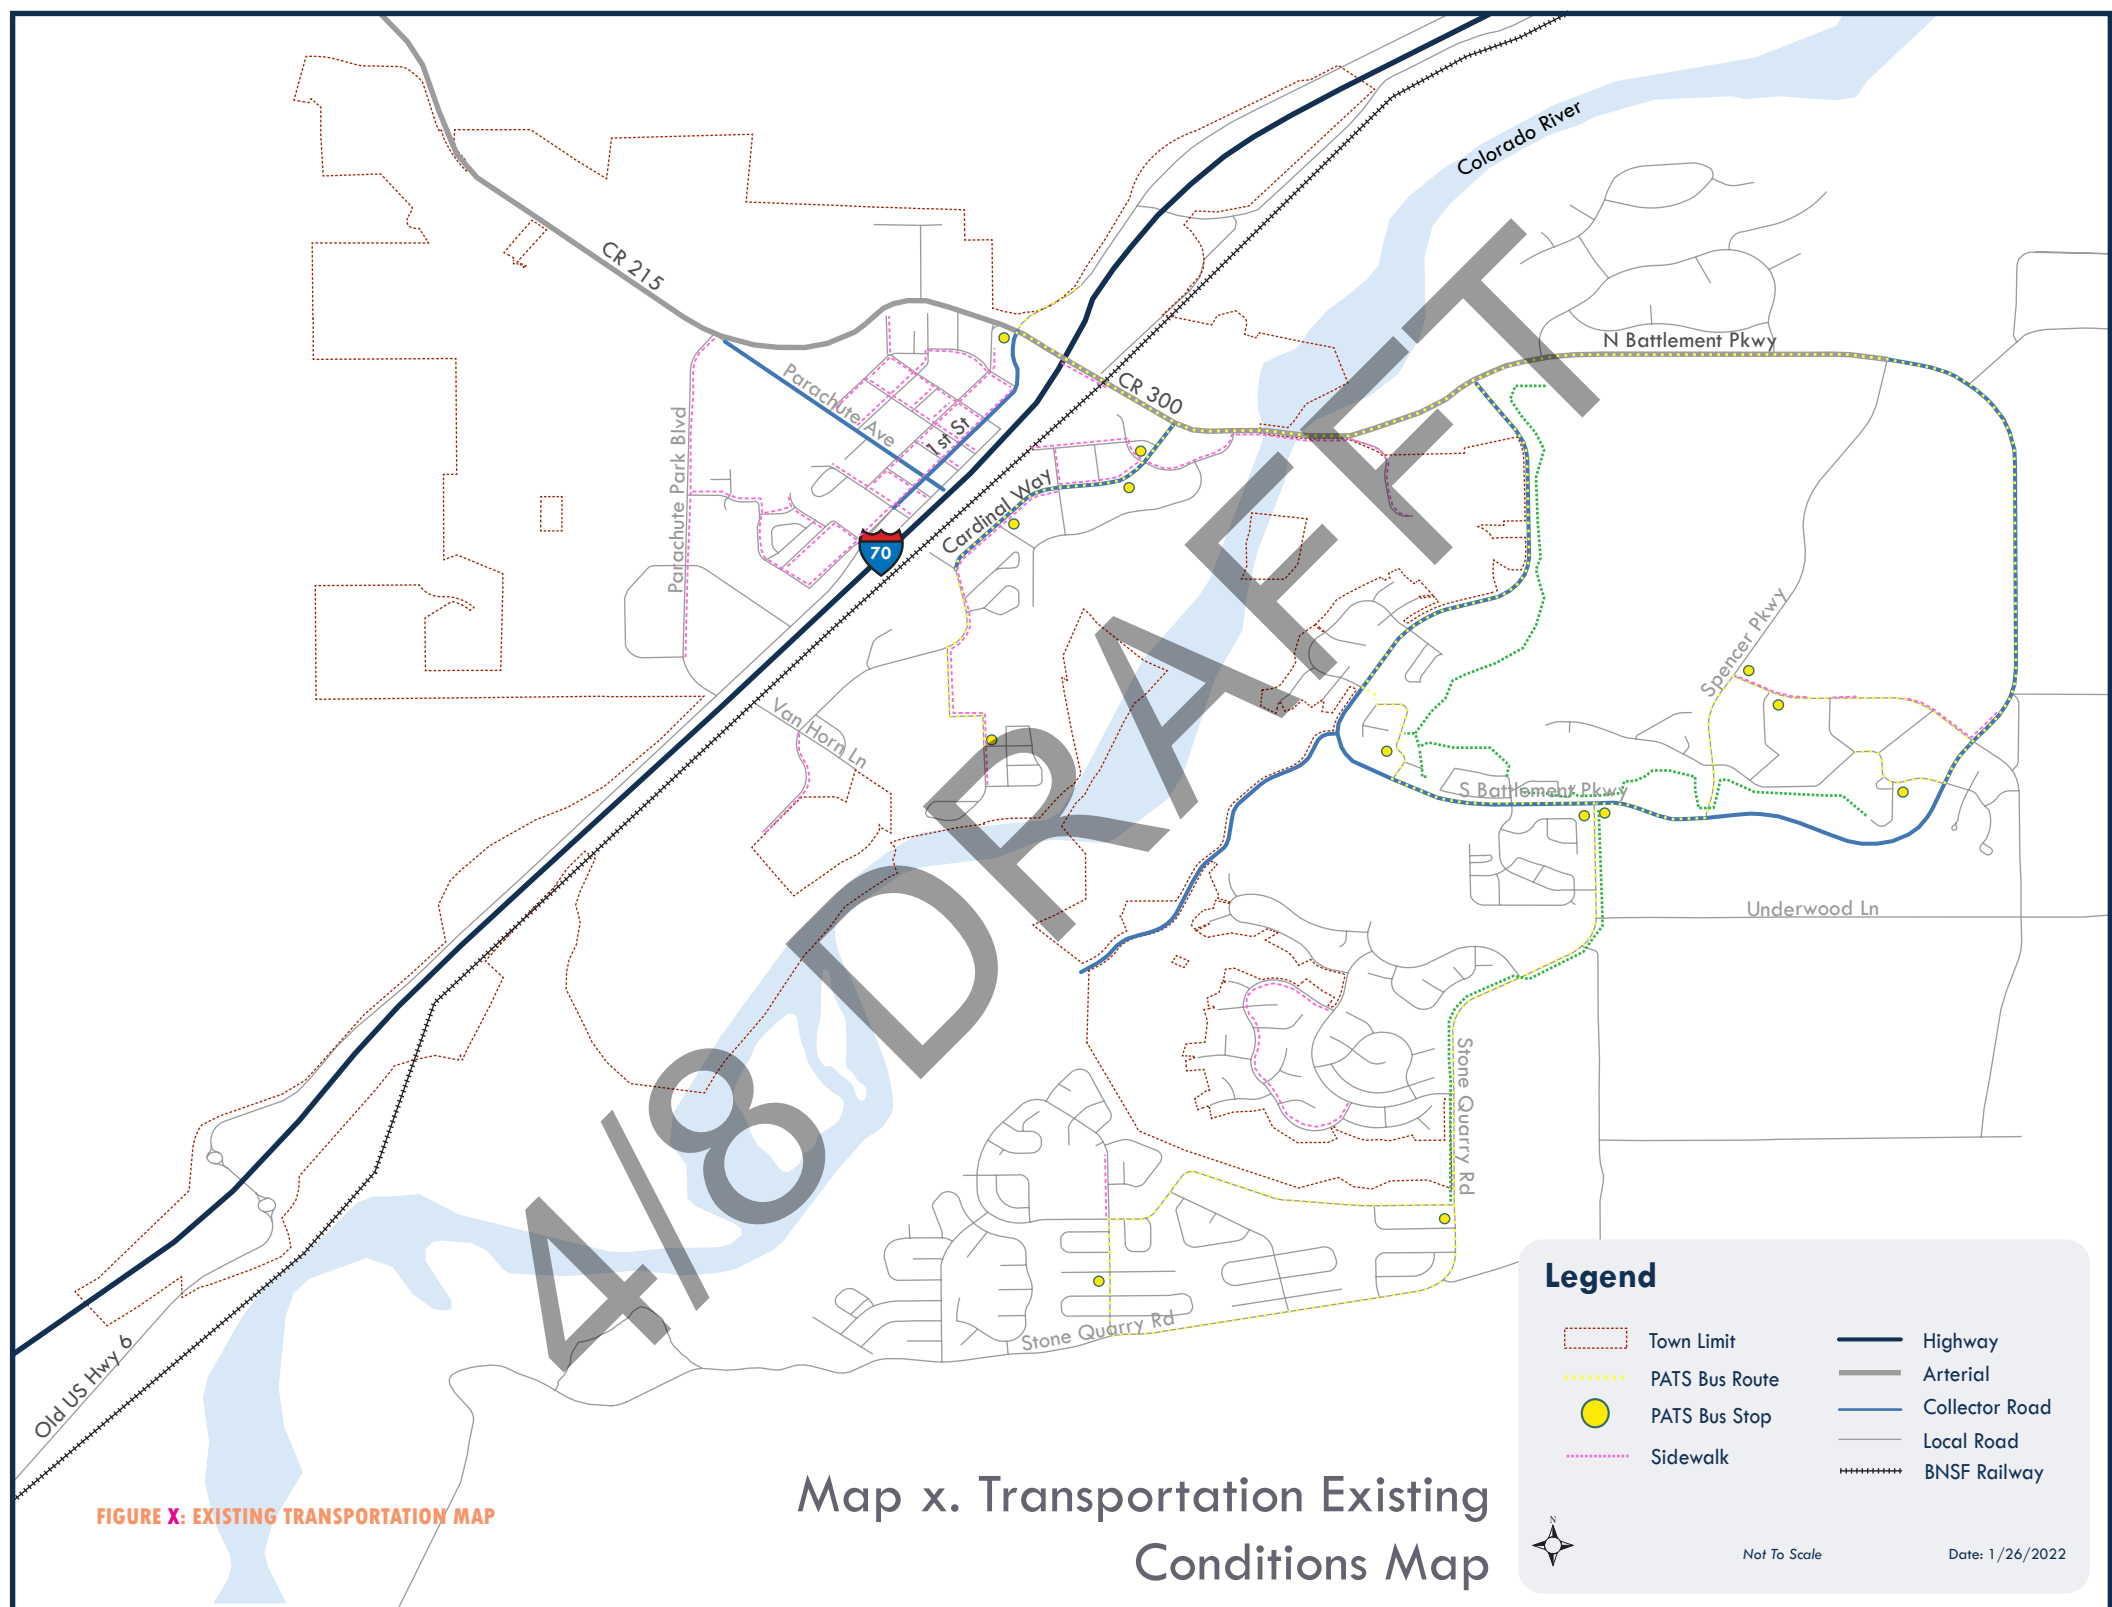 Colorado River
CR 215
N Battlement Pkwy
CR 300
Parachute Ave
1st St
Parachute Park Blvd
Cardinal Way
70
Spencer Pkwy
Van Horn Ln
S Battlement Pkwy
Underwood Ln
Stone Quarry Rd
Stone Quarry Rd
Old US Hwy 6
4/8 DRAFT
Legend
Town Limit
PATS Bus Route
PATS Bus Stop
Sidewalk
Highway
Arterial
Collector Road
Local Road
BNSF Railway
N
Not To Scale
Date: 1/26/2022
Map x. Transportation Existing
Conditions Map
FIGURE X: EXISTING TRANSPORTATION MAP